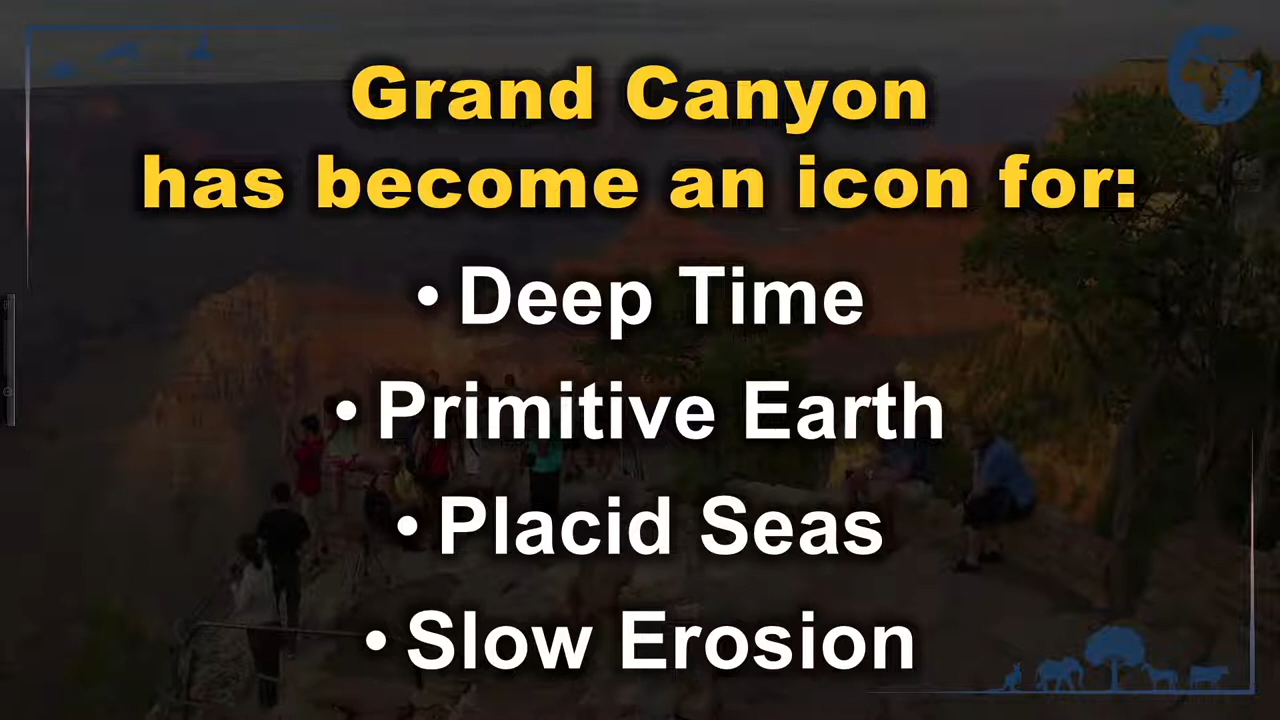 Grand Canyon
has become an icon for:
• Deep Time
• Primitive Earth
• Placid Seas
• Slow Erosion